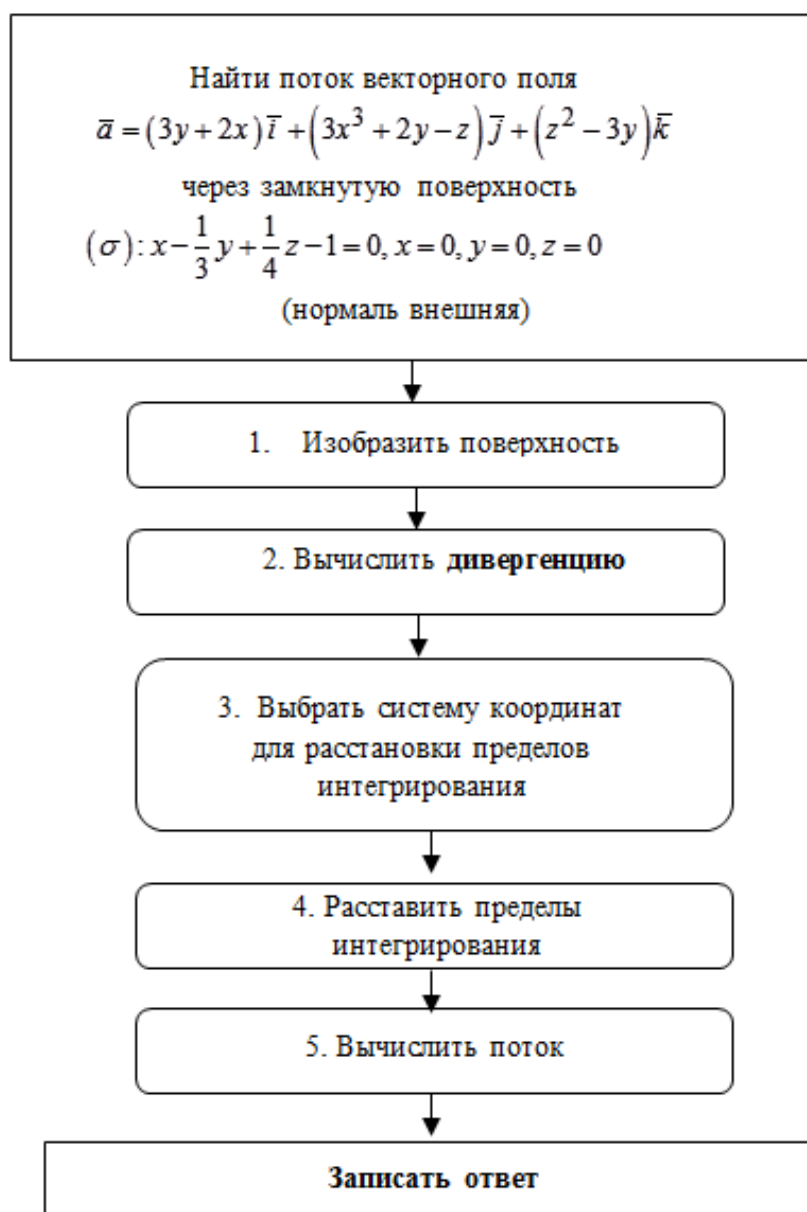 Найти поток векторного поля
a̅ = (3y + 2x) i̅ + (3x³ + 2y − z) j̅ + (z² − 3y) k̅
через замкнутую поверхность
(σ): x − 1/3 y + 1/4 z − 1 = 0, x = 0, y = 0, z = 0
(нормаль внешняя)
1. Изобразить поверхность
2. Вычислить дивергенцию
3. Выбрать систему координат
для расстановки пределов
интегрирования
4. Расставить пределы
интегрирования
5. Вычислить поток
Записать ответ